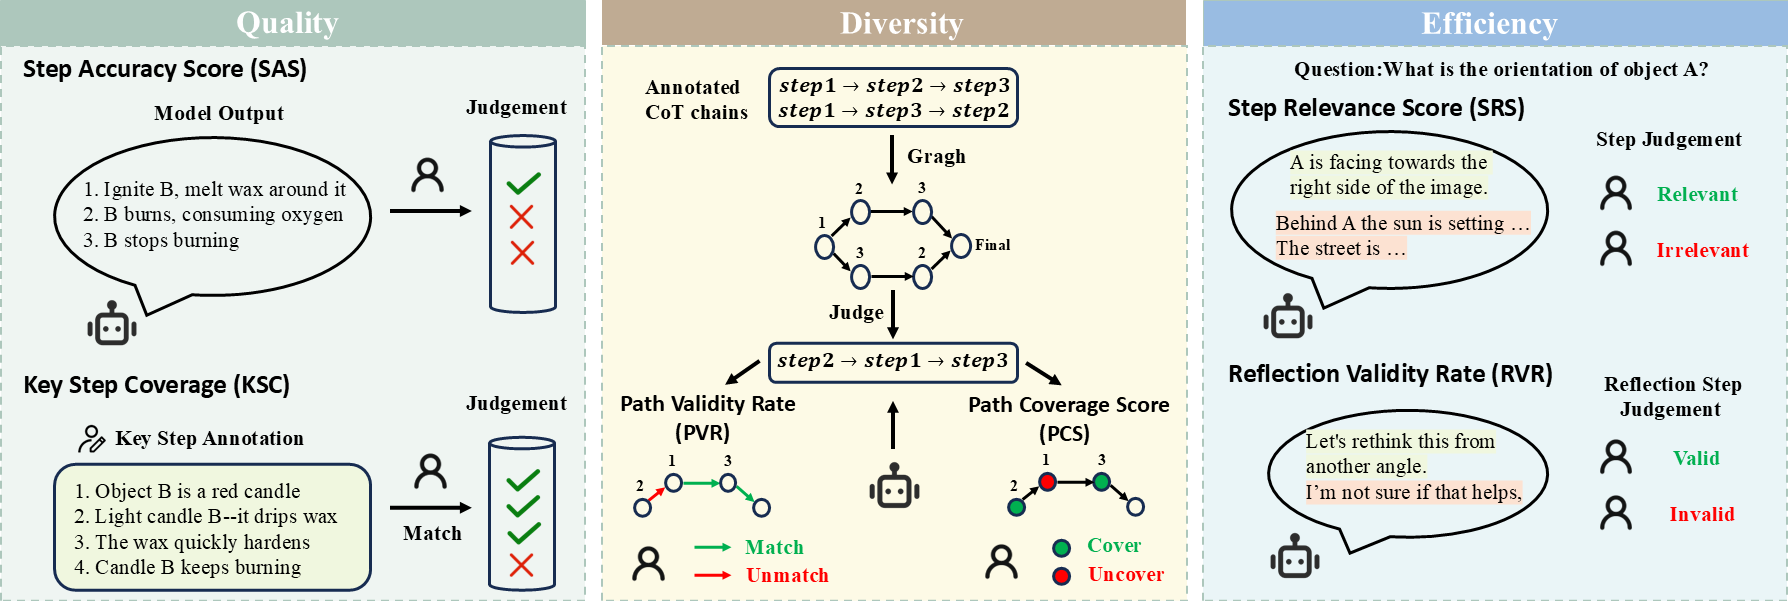 Quality
Step Accuracy Score (SAS)
Model Output
Judgement
1. Ignite B, melt wax around it
2. B burns, consuming oxygen
3. B stops burning
Key Step Coverage (KSC)
Judgement
Key Step Annotation
1. Object B is a red candle
2. Light candle B--it drips wax
3. The wax quickly hardens
4. Candle B keeps burning
Match
Diversity
Annotated
CoT chains
step1 → step2 → step3
step1 → step3 → step2
Gragh
2
3
1
Final
3
2
Judge
step2 → step1 → step3
Path Validity Rate
(PVR)
1
3
2
Match
Unmatch
Path Coverage Score
(PCS)
1
3
2
Cover
Uncover
Efficiency
Question:What is the orientation of object A?
Step Relevance Score (SRS)
A is facing towards the
right side of the image.
Behind A the sun is setting ...
The street is ...
Step Judgement
Relevant
Irrelevant
Reflection Validity Rate (RVR)
Let's rethink this from
another angle.
I'm not sure if that helps,
Reflection Step
Judgement
Valid
Invalid